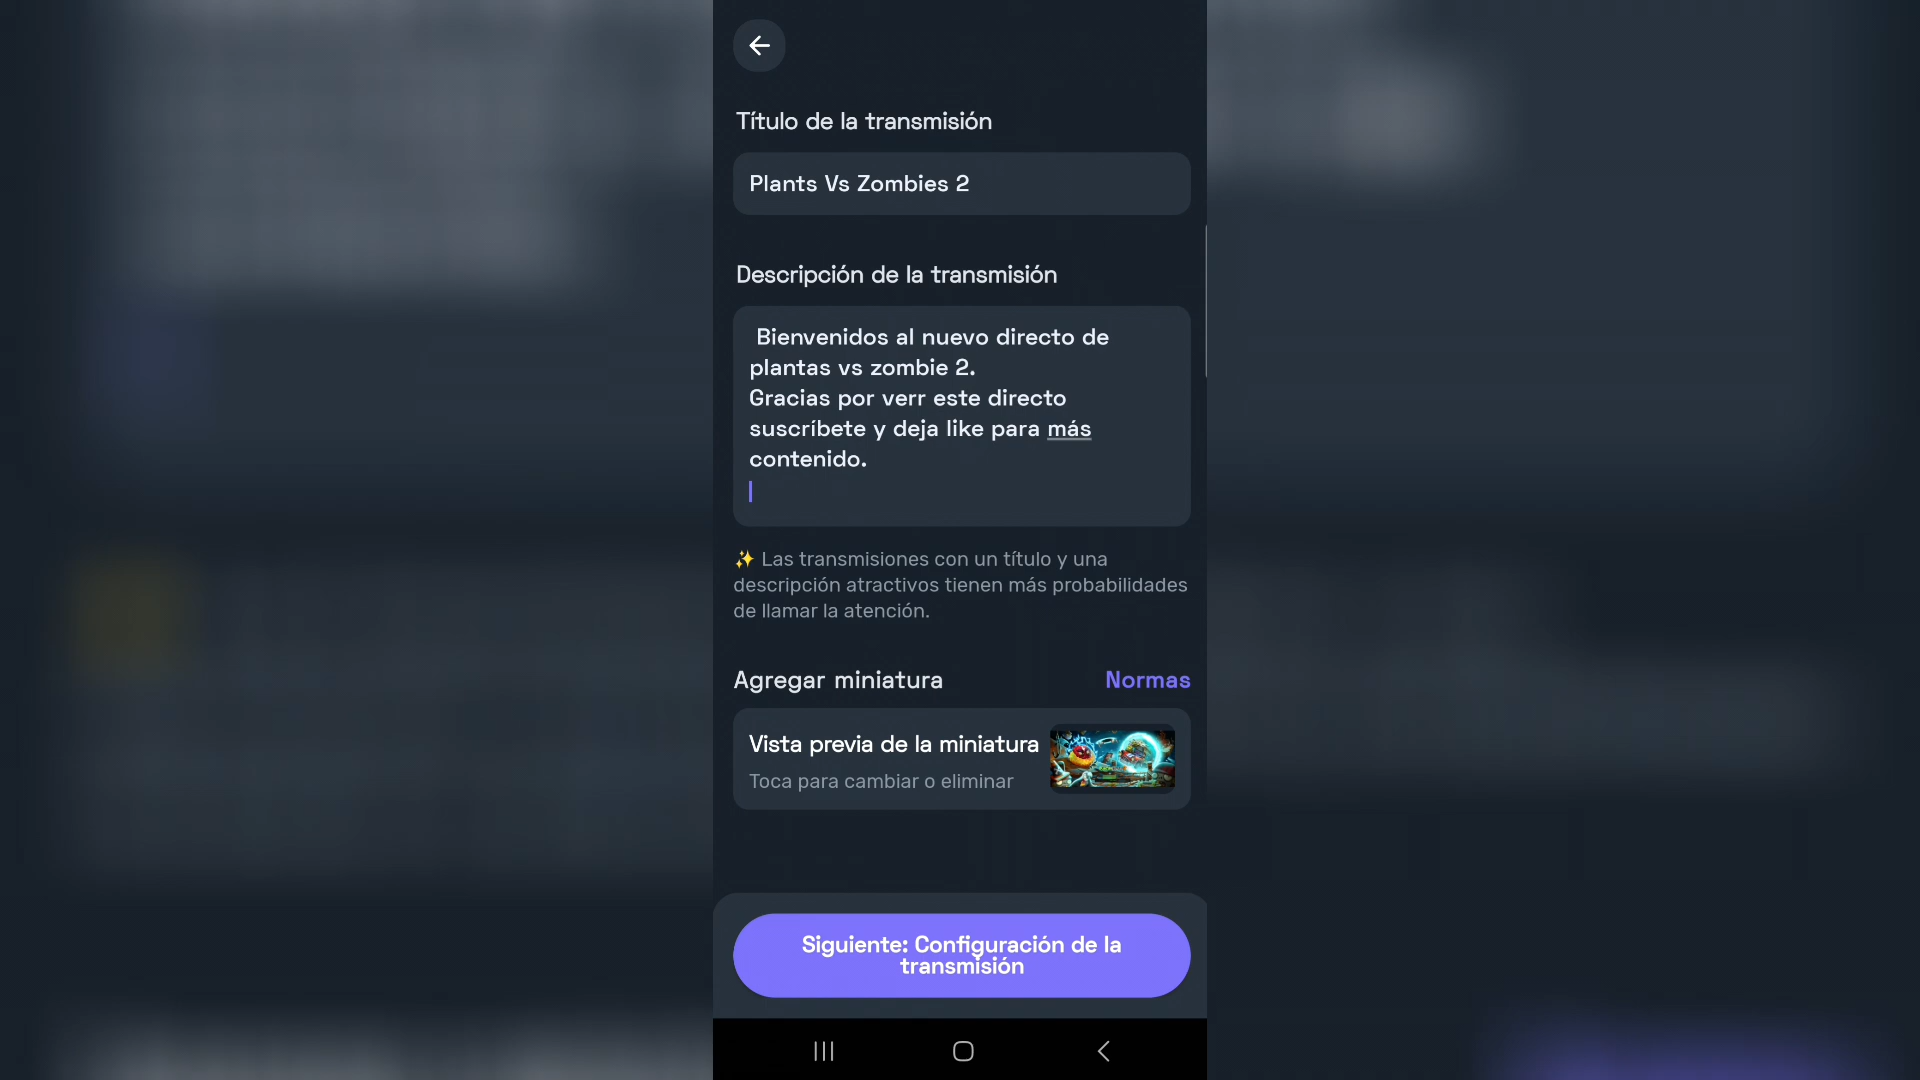 Título de la transmisión
Plants Vs Zombies 2
Descripción de la transmisión
Bienvenidos al nuevo directo de
plantas vs zombie 2.
Gracias por verr este directo
suscríbete y deja like para más
contenido.
✨ Las transmisiones con un título y una
descripción atractivos tienen más probabilidades
de llamar la atención.
Agregar miniatura
Normas
Vista previa de la miniatura
Toca para cambiar o eliminar
Siguiente: Configuración de la
transmisión